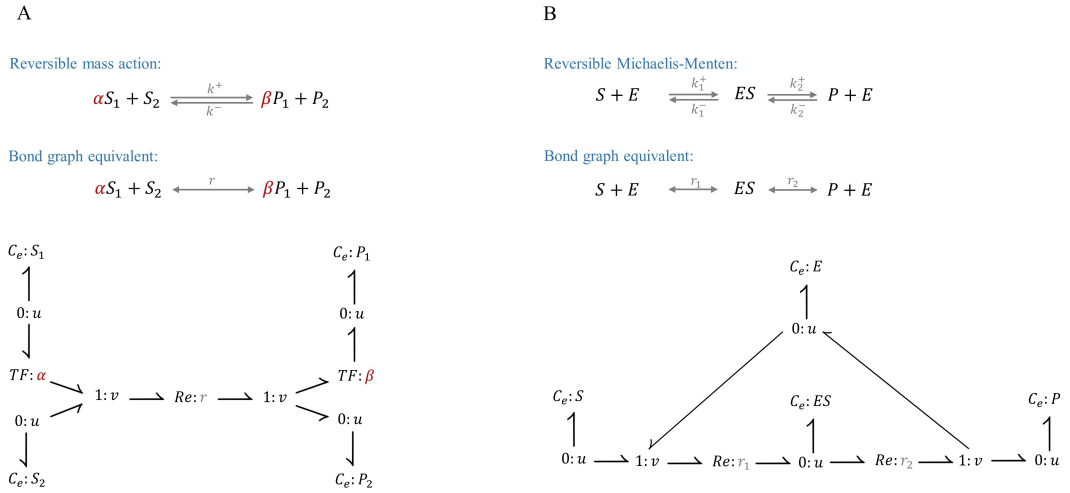 A
Reversible mass action:
αS₁ + S₂ k⁺ k⁻ βP₁ + P₂
Bond graph equivalent:
αS₁ + S₂ r βP₁ + P₂
Cₑ: S₁
Cₑ: P₁
0: u
0: u
TF: α
TF: β
1: v Re: r 1: v
0: u
0: u
Cₑ: S₂
Cₑ: P₂
B
Reversible Michaelis-Menten:
S + E k₁⁺ k₁⁻ ES k₂⁺ k₂⁻ P + E
Bond graph equivalent:
S + E r₁ ES r₂ P + E
Cₑ: E
0: u
Cₑ: S
Cₑ: ES
Cₑ: P
0: u 1: v Re: r₁ 0: u Re: r₂ 1: v 0: u